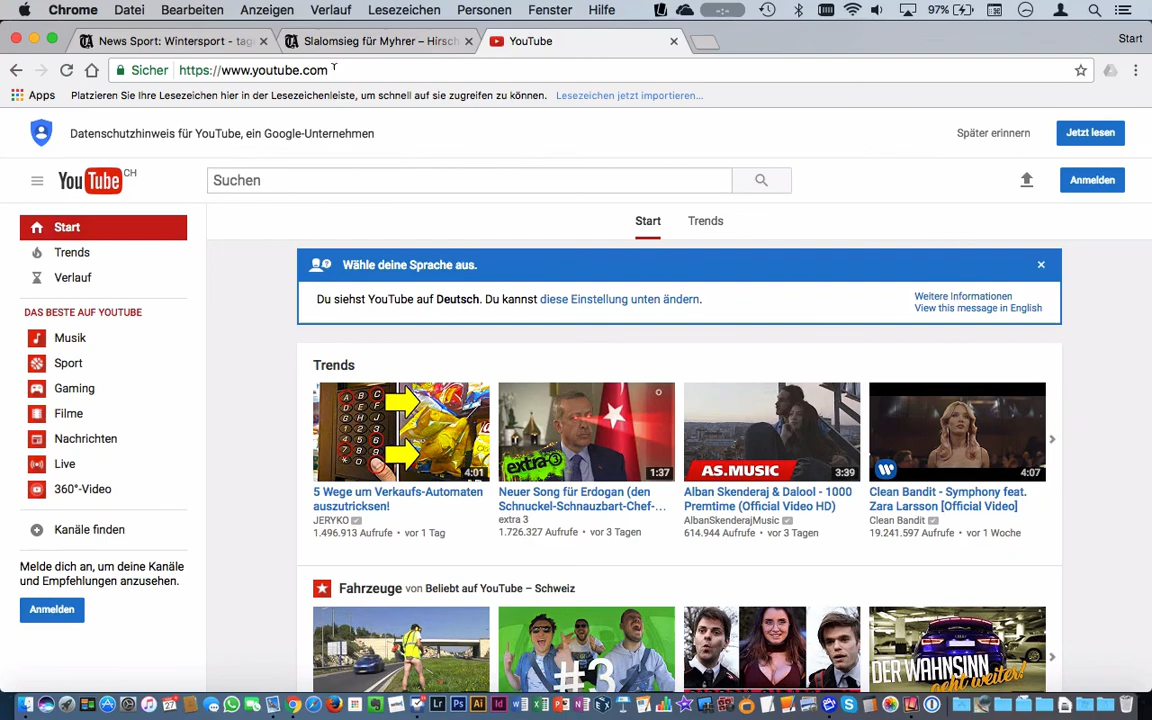 Chrome Datei Bearbeiten Anzeigen Verlauf Lesezeichen Personen Fenster Hilfe 97%
News Sport: Wintersport - tag Slalomsieg für Myhrer – Hirsch YouTube Start
Sicher https://www.youtube.com
Apps Platzieren Sie Ihre Lesezeichen hier in der Lesezeichenleiste, um schnell auf sie zugreifen zu können. Lesezeichen jetzt importieren...
Datenschutzhinweis für YouTube, ein Google-Unternehmen Später erinnern Jetzt lesen
YouTube CH Suchen Anmelden
Start Trends
Start
Trends
Verlauf
DAS BESTE AUF YOUTUBE
Musik
Sport
Gaming
Filme
Nachrichten
Live
360°-Video
Kanäle finden
Melde dich an, um deine Kanäle
und Empfehlungen anzusehen.
Anmelden
Wähle deine Sprache aus. ×
Du siehst YouTube auf Deutsch. Du kannst diese Einstellung unten ändern.
Weitere Informationen
View this message in English
Trends
4:01
5 Wege um Verkaufs-Automaten
auszutricksen!
JERYKO
1.496.913 Aufrufe • vor 1 Tag
extra 3
1:37
Neuer Song für Erdogan (den
Schnuckel-Schnauzbart-Chef-...
extra 3
1.726.327 Aufrufe • vor 3 Tagen
AS.MUSIC 3:39
Alban Skenderaj & Dalool - 1000
Premtime (Official Video HD)
AlbanSkenderajMusic
614.944 Aufrufe • vor 3 Tagen
4:07
Clean Bandit - Symphony feat.
Zara Larsson [Official Video]
Clean Bandit
19.241.597 Aufrufe • vor 1 Woche
Fahrzeuge von Beliebt auf YouTube – Schweiz
#3
DER WAHNSINN
geht weiter!